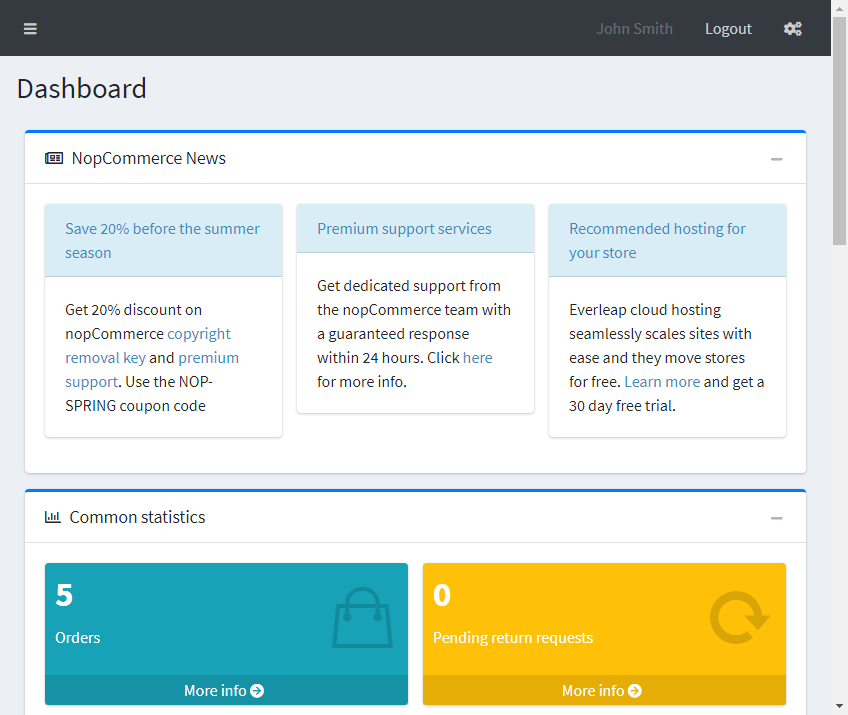 John Smith Logout
Dashboard
NopCommerce News
Save 20% before the summer
season
Get 20% discount on
nopCommerce copyright
removal key and premium
support. Use the NOP-
SPRING coupon code
Premium support services
Get dedicated support from
the nopCommerce team with
a guaranteed response
within 24 hours. Click here
for more info.
Recommended hosting for
your store
Everleap cloud hosting
seamlessly scales sites with
ease and they move stores
for free. Learn more and get a
30 day free trial.
Common statistics
5
Orders
More info
0
Pending return requests
More info